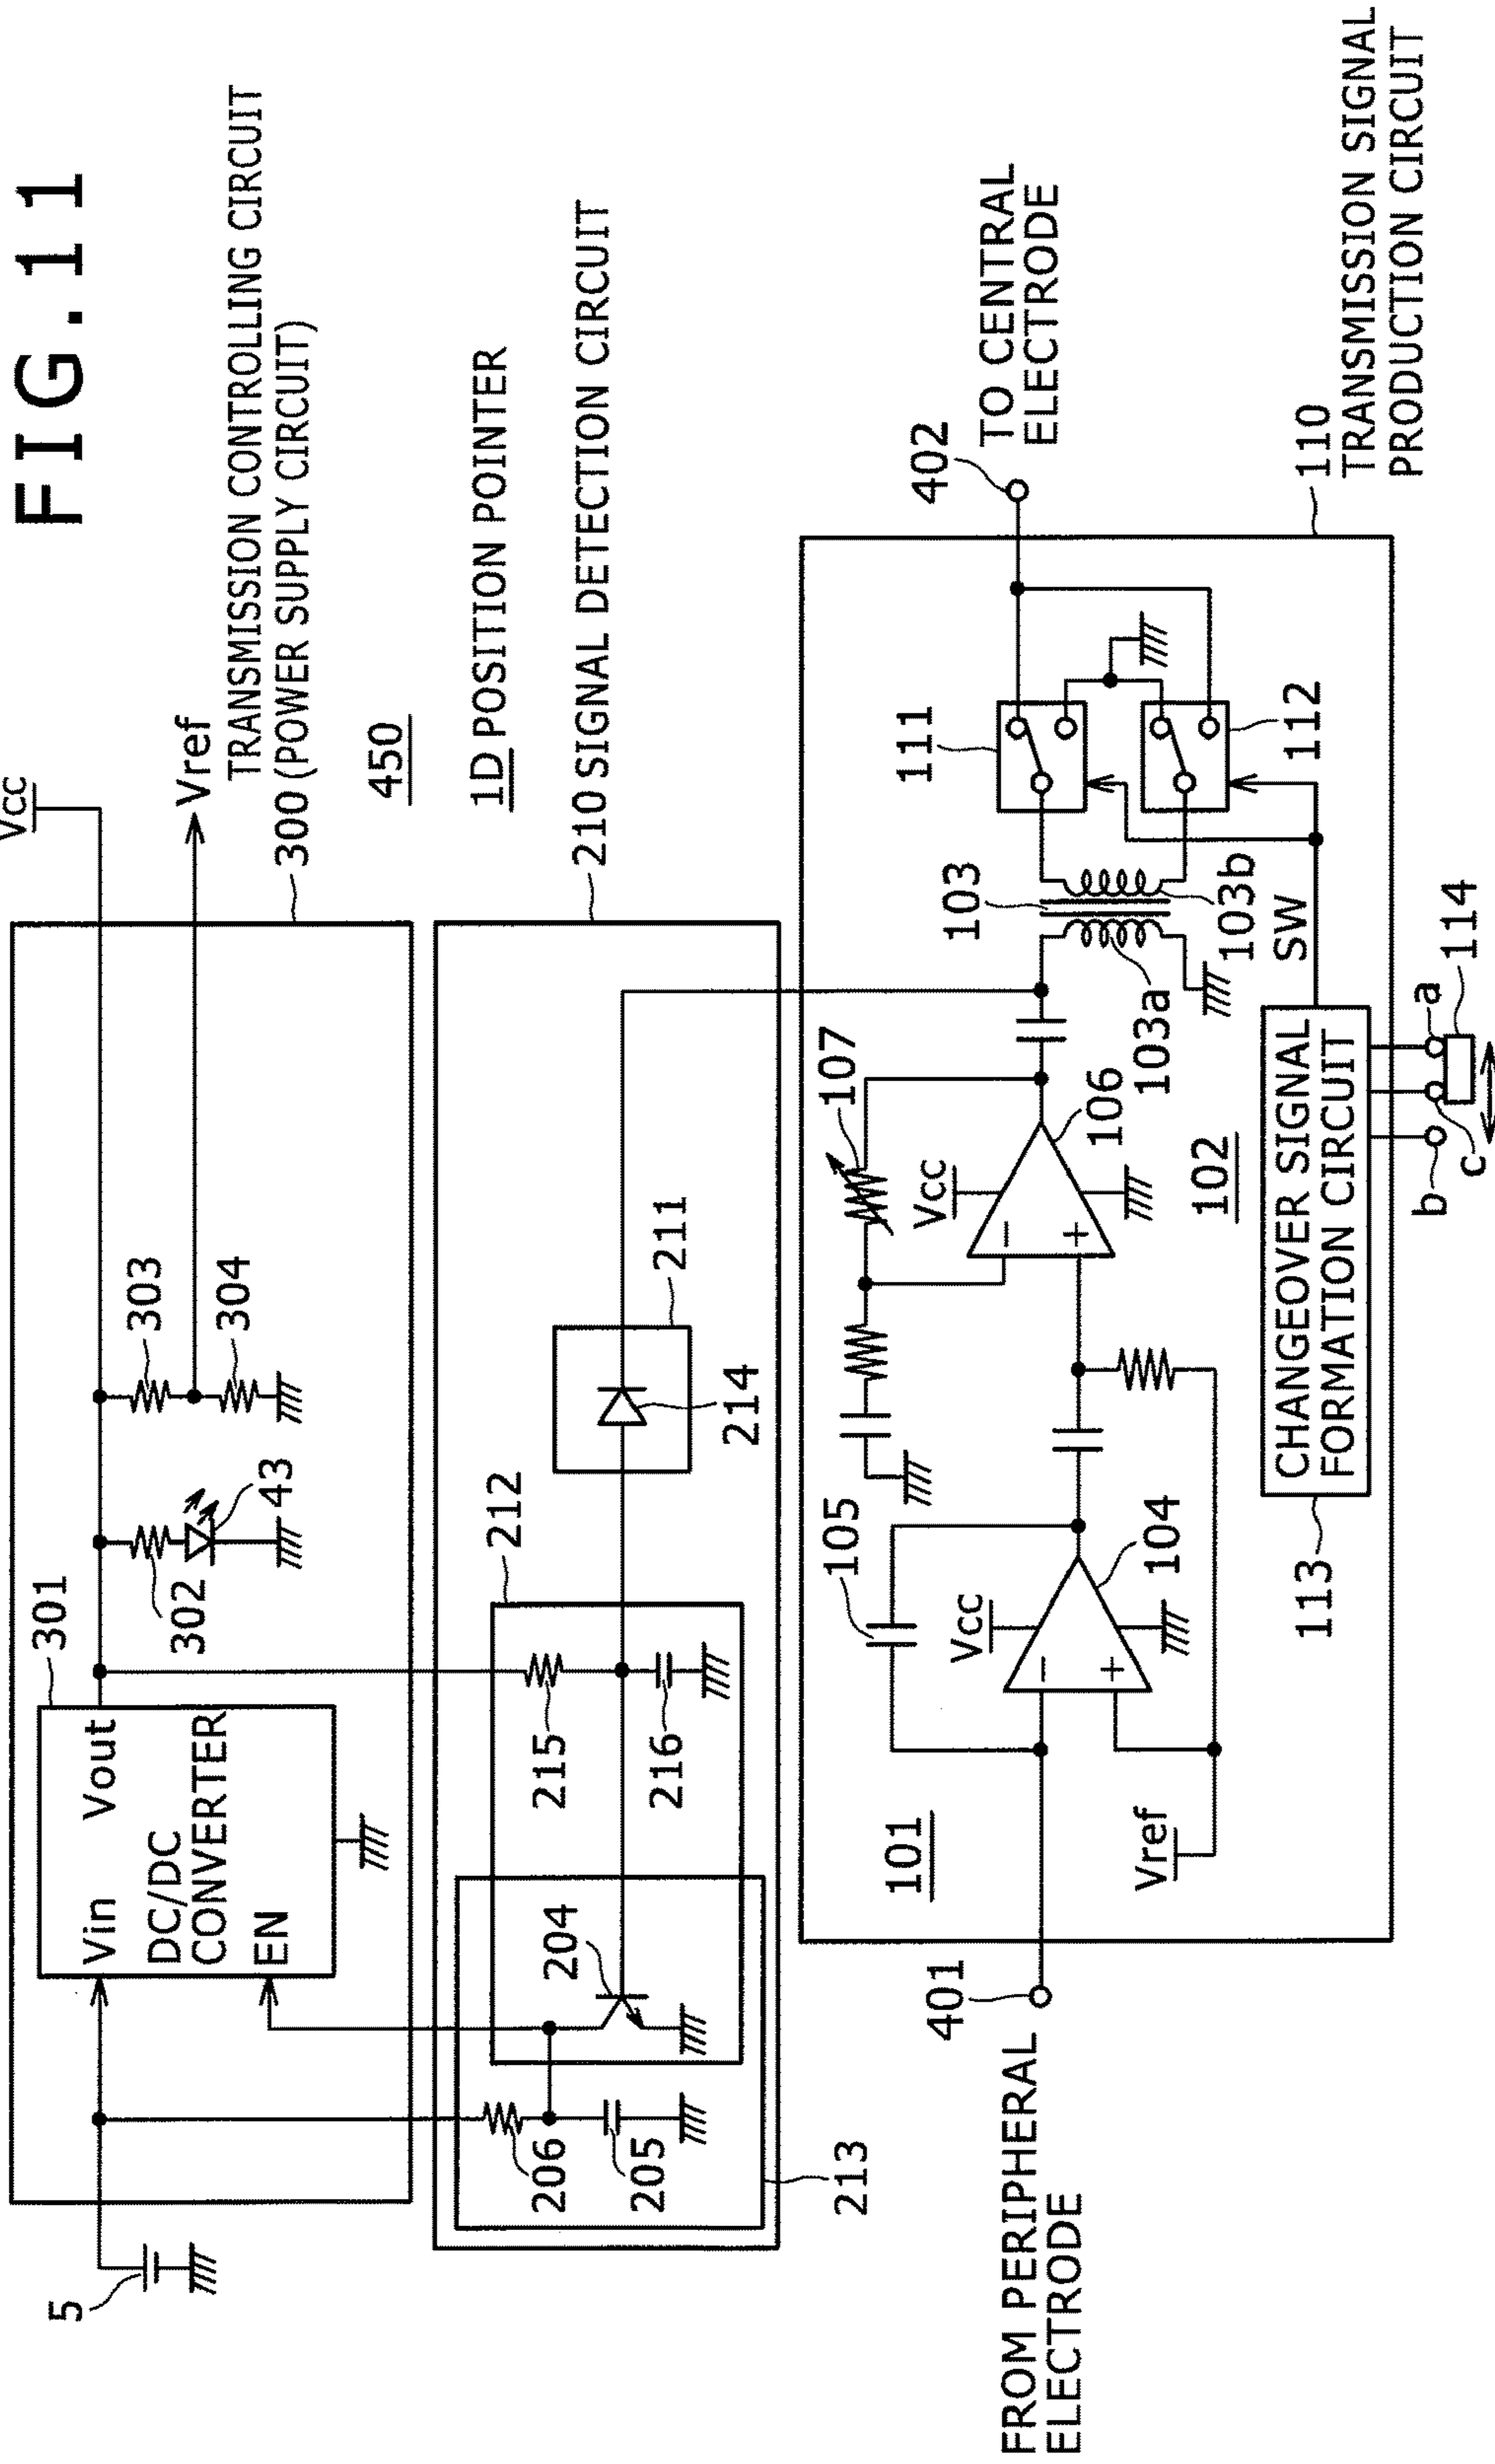 FIG.11
Vcc
Vref
TRANSMISSION CONTROLLING CIRCUIT
300 (POWER SUPPLY CIRCUIT)
450
1D POSITION POINTER
210 SIGNAL DETECTION CIRCUIT
301
Vin
Vout
DC/DC
CONVERTER
EN
302
43
303
304
5
212
211
214
204
215
216
206
205
213
101
105
107
Vcc
104
−
+
Vcc
106
−
+
Vref
103
103a
103b
111
112
402
TO CENTRAL
ELECTRODE
401
FROM PERIPHERAL
ELECTRODE
102
SW
CHANGEOVER SIGNAL
FORMATION CIRCUIT
113
b
c
a
114
110
TRANSMISSION SIGNAL
PRODUCTION CIRCUIT